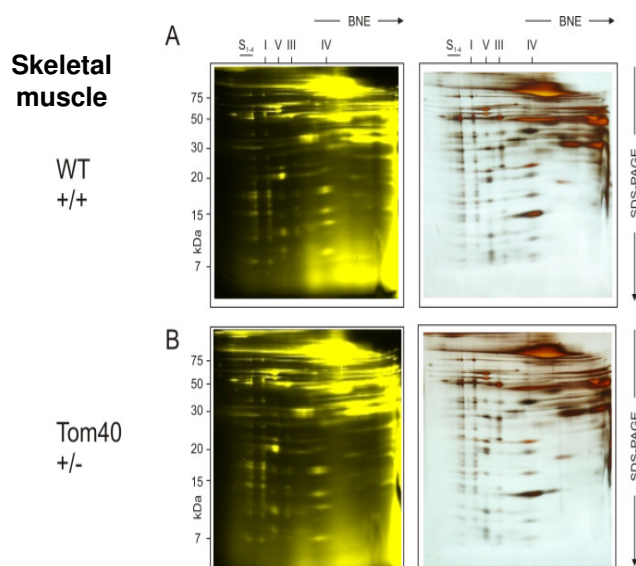 BNE BNE
A S₁₋₄ I V III IV S₁₋₄ I V III IV
Skeletal
muscle
WT
+/+
75
50
30
20
15
7
kDa
SDS-PAGE
B
Tom40
+/-
75
50
30
20
15
7
kDa
SDS-PAGE